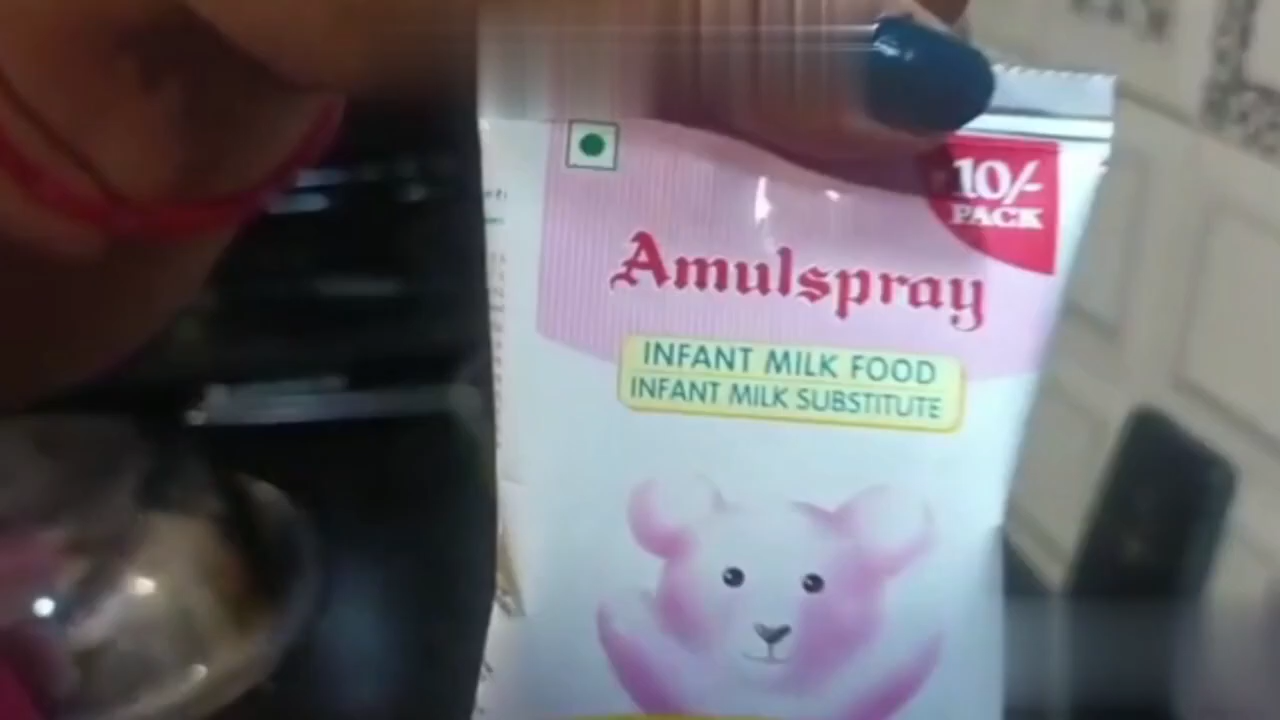 10/-
PACK
Amulspray
INFANT MILK FOOD
INFANT MILK SUBSTITUTE